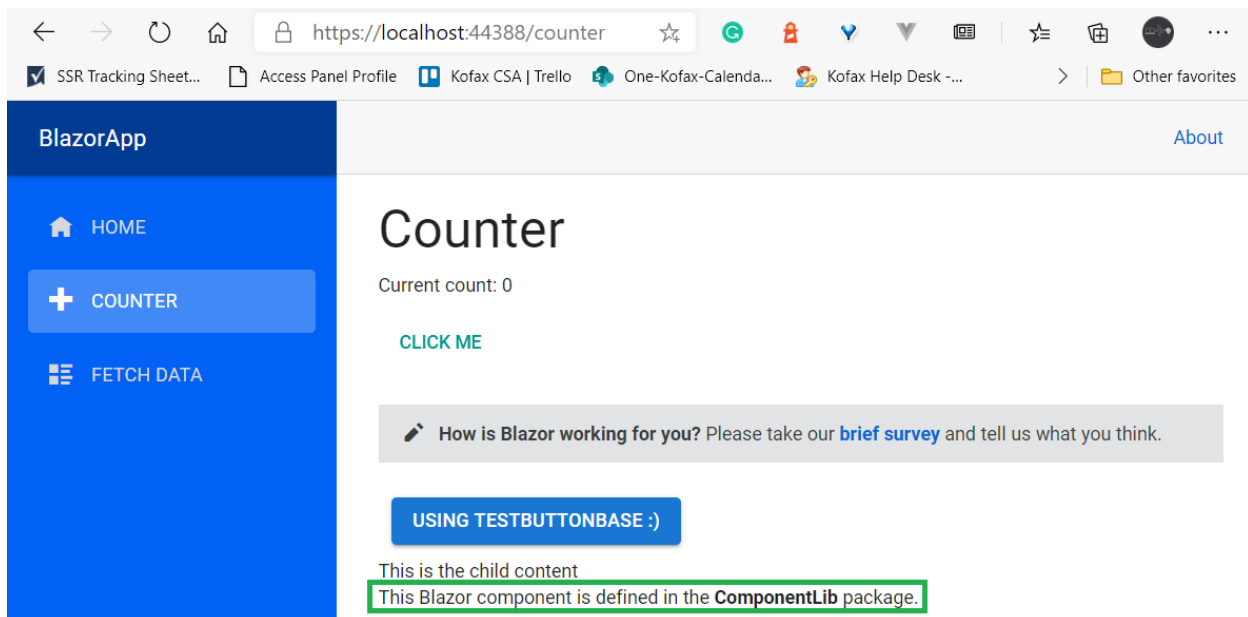 https://localhost:44388/counter
SSR Tracking Sheet...
Access Panel Profile
Kofax CSA | Trello
One-Kofax-Calenda...
Kofax Help Desk -...
Other favorites
BlazorApp
About
HOME
COUNTER
FETCH DATA
Counter
Current count: 0
CLICK ME
How is Blazor working for you? Please take our brief survey and tell us what you think.
USING TESTBUTTONBASE :)
This is the child content
This Blazor component is defined in the ComponentLib package.